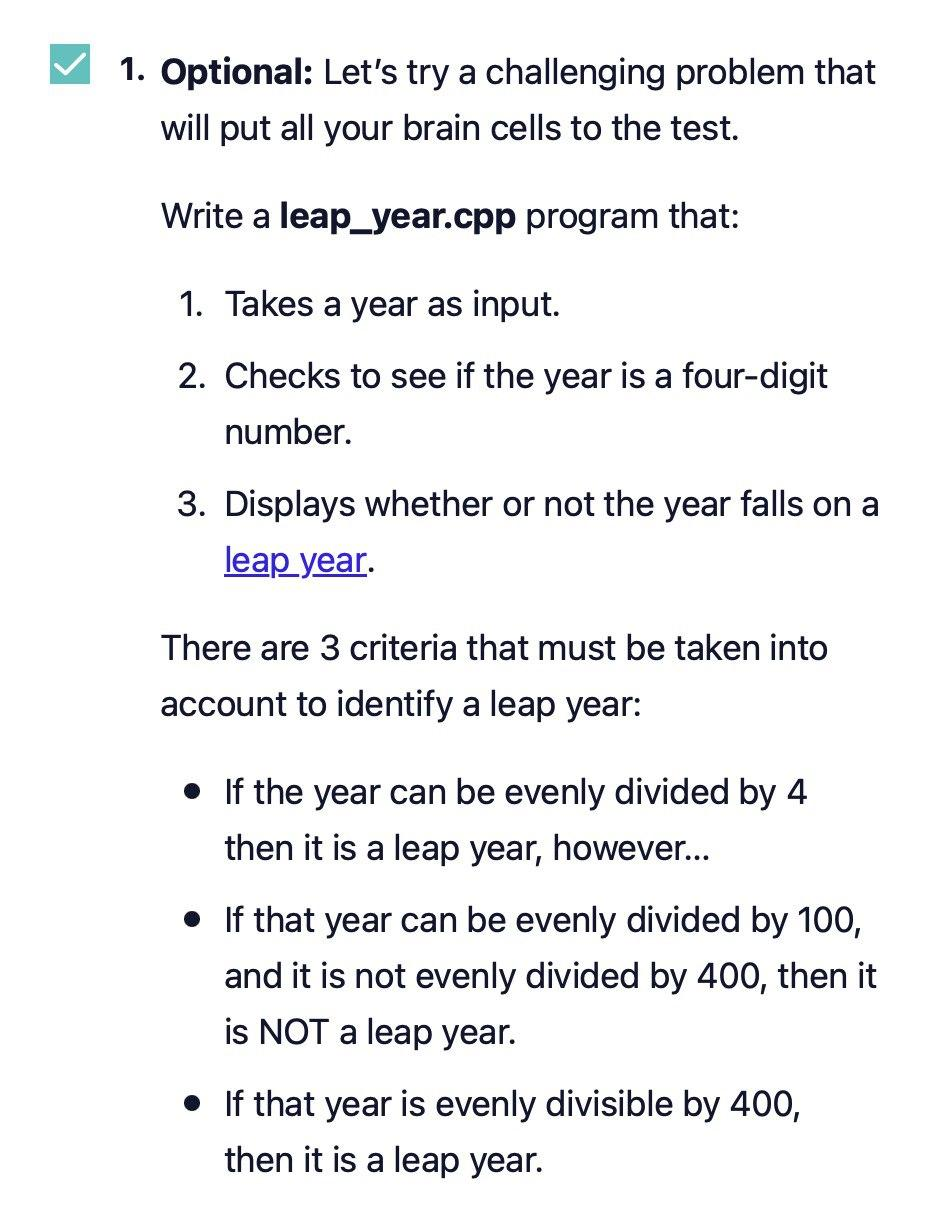 1. Optional: Let’s try a challenging problem that
will put all your brain cells to the test.
Write a leap_year.cpp program that:
1. Takes a year as input.
2. Checks to see if the year is a four-digit
number.
3. Displays whether or not the year falls on a
leap year.
There are 3 criteria that must be taken into
account to identify a leap year:
● If the year can be evenly divided by 4
then it is a leap year, however...
● If that year can be evenly divided by 100,
and it is not evenly divided by 400, then it
is NOT a leap year.
● If that year is evenly divisible by 400,
then it is a leap year.